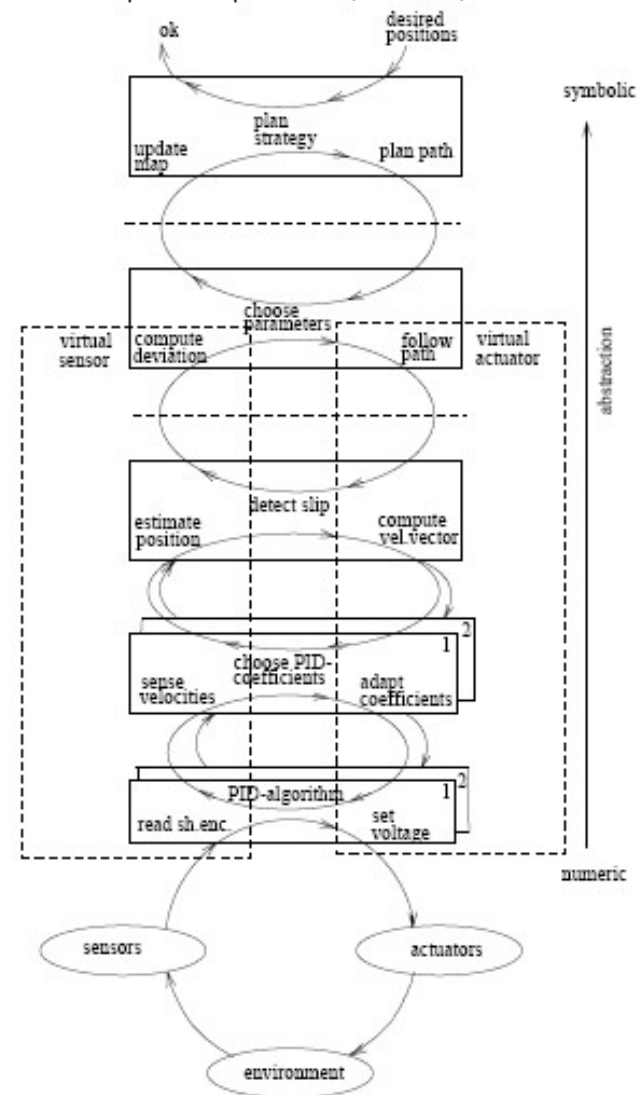 ok
desired
positions
symbolic
plan
strategy
update
map
plan path
choose
parameters
virtual
sensor
compute
deviation
follow
path
virtual
actuator
abstraction
detect slip
estimate
position
compute
vel.vector
2
1
choose PID-
coefficients
sense
velocities
adapt
coefficients
2
1
PID-algorithm
read sh.enc.
set
voltage
numeric
sensors
actuators
environment